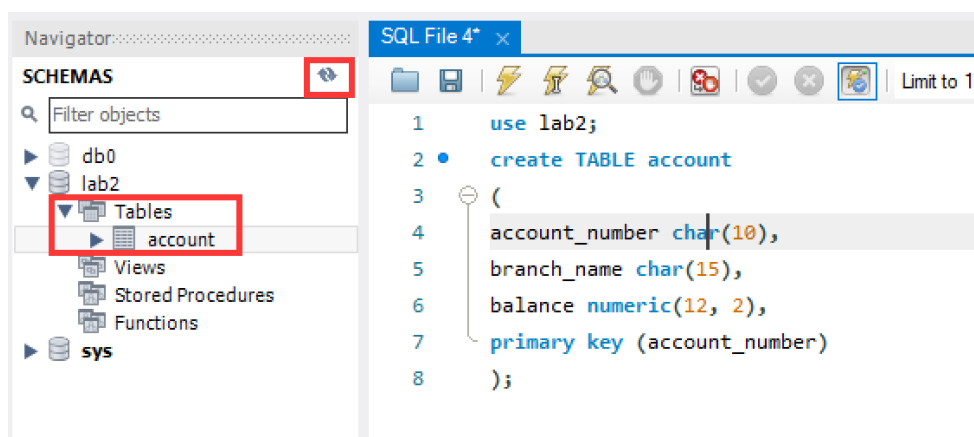 Navigator
SCHEMAS
Filter objects
db0
lab2
Tables
account
Views
Stored Procedures
Functions
sys
SQL File 4*
Limit to 1
1 use lab2;
2 create TABLE account
3 (
4 account_number char(10),
5 branch_name char(15),
6 balance numeric(12, 2),
7 primary key (account_number)
8 );